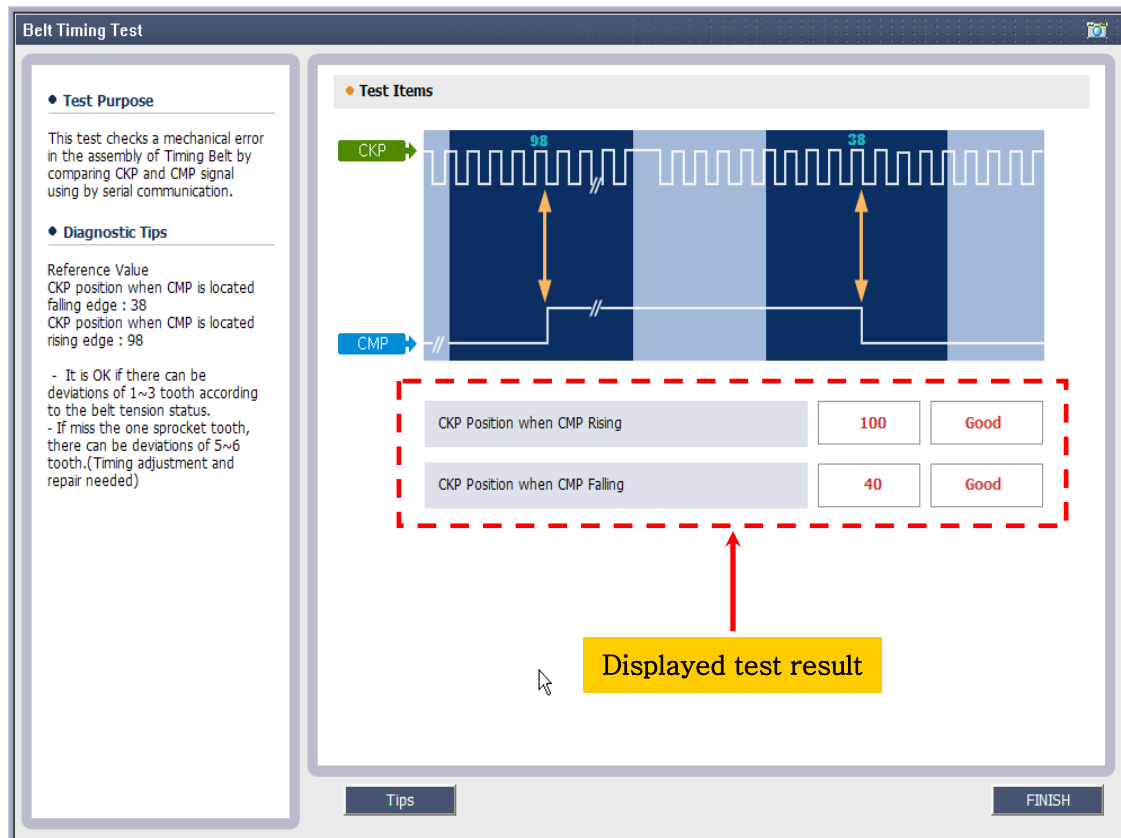 Belt Timing Test
Test Purpose
This test checks a mechanical error
in the assembly of Timing Belt by
comparing CKP and CMP signal
using by serial communication.
Diagnostic Tips
Reference Value
CKP position when CMP is located
falling edge : 38
CKP position when CMP is located
rising edge : 98
- It is OK if there can be
deviations of 1~3 tooth according
to the belt tension status.
- If miss the one sprocket tooth,
there can be deviations of 5~6
tooth.(Timing adjustment and
repair needed)
Test Items
98 38
CKP
CMP
CKP Position when CMP Rising 100 Good
CKP Position when CMP Falling 40 Good
Displayed test result
Tips FINISH